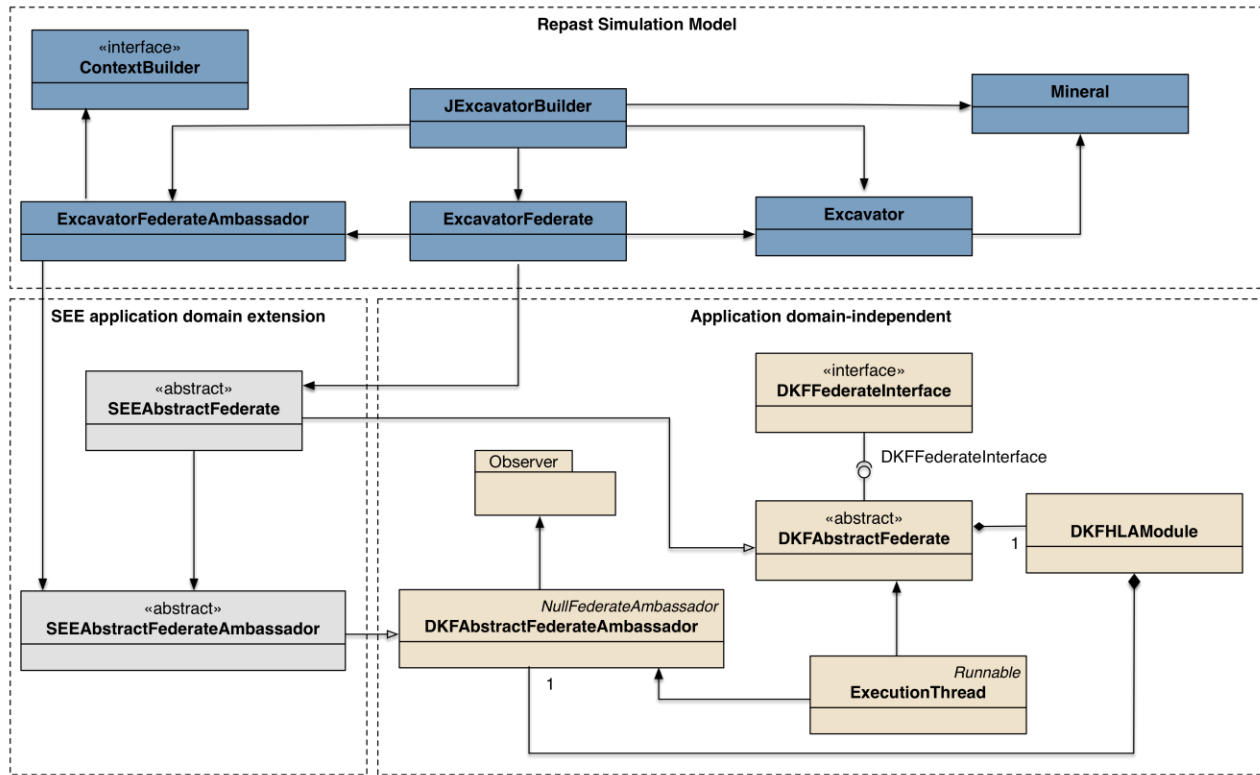 Repast Simulation Model
«interface»
ContextBuilder
JExcavatorBuilder
Mineral
ExcavatorFederateAmbassador
ExcavatorFederate
Excavator
SEE application domain extension
Application domain-independent
«abstract»
SEEAbstractFederate
«interface»
DKFFederateInterface
DKFFederateInterface
Observer
«abstract»
DKFAbstractFederate
1
DKFHLAModule
«abstract»
SEEAbstractFederateAmbassador
NullFederateAmbassador
DKFAbstractFederateAmbassador
1
Runnable
ExecutionThread